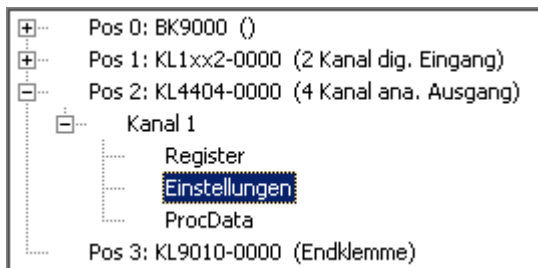 Pos 0: BK9000 ()
Pos 1: KL1xx2-0000 (2 Kanal dig. Eingang)
Pos 2: KL4404-0000 (4 Kanal ana. Ausgang)
Kanal 1
Register
Einstellungen
ProcData
Pos 3: KL9010-0000 (Endklemme)